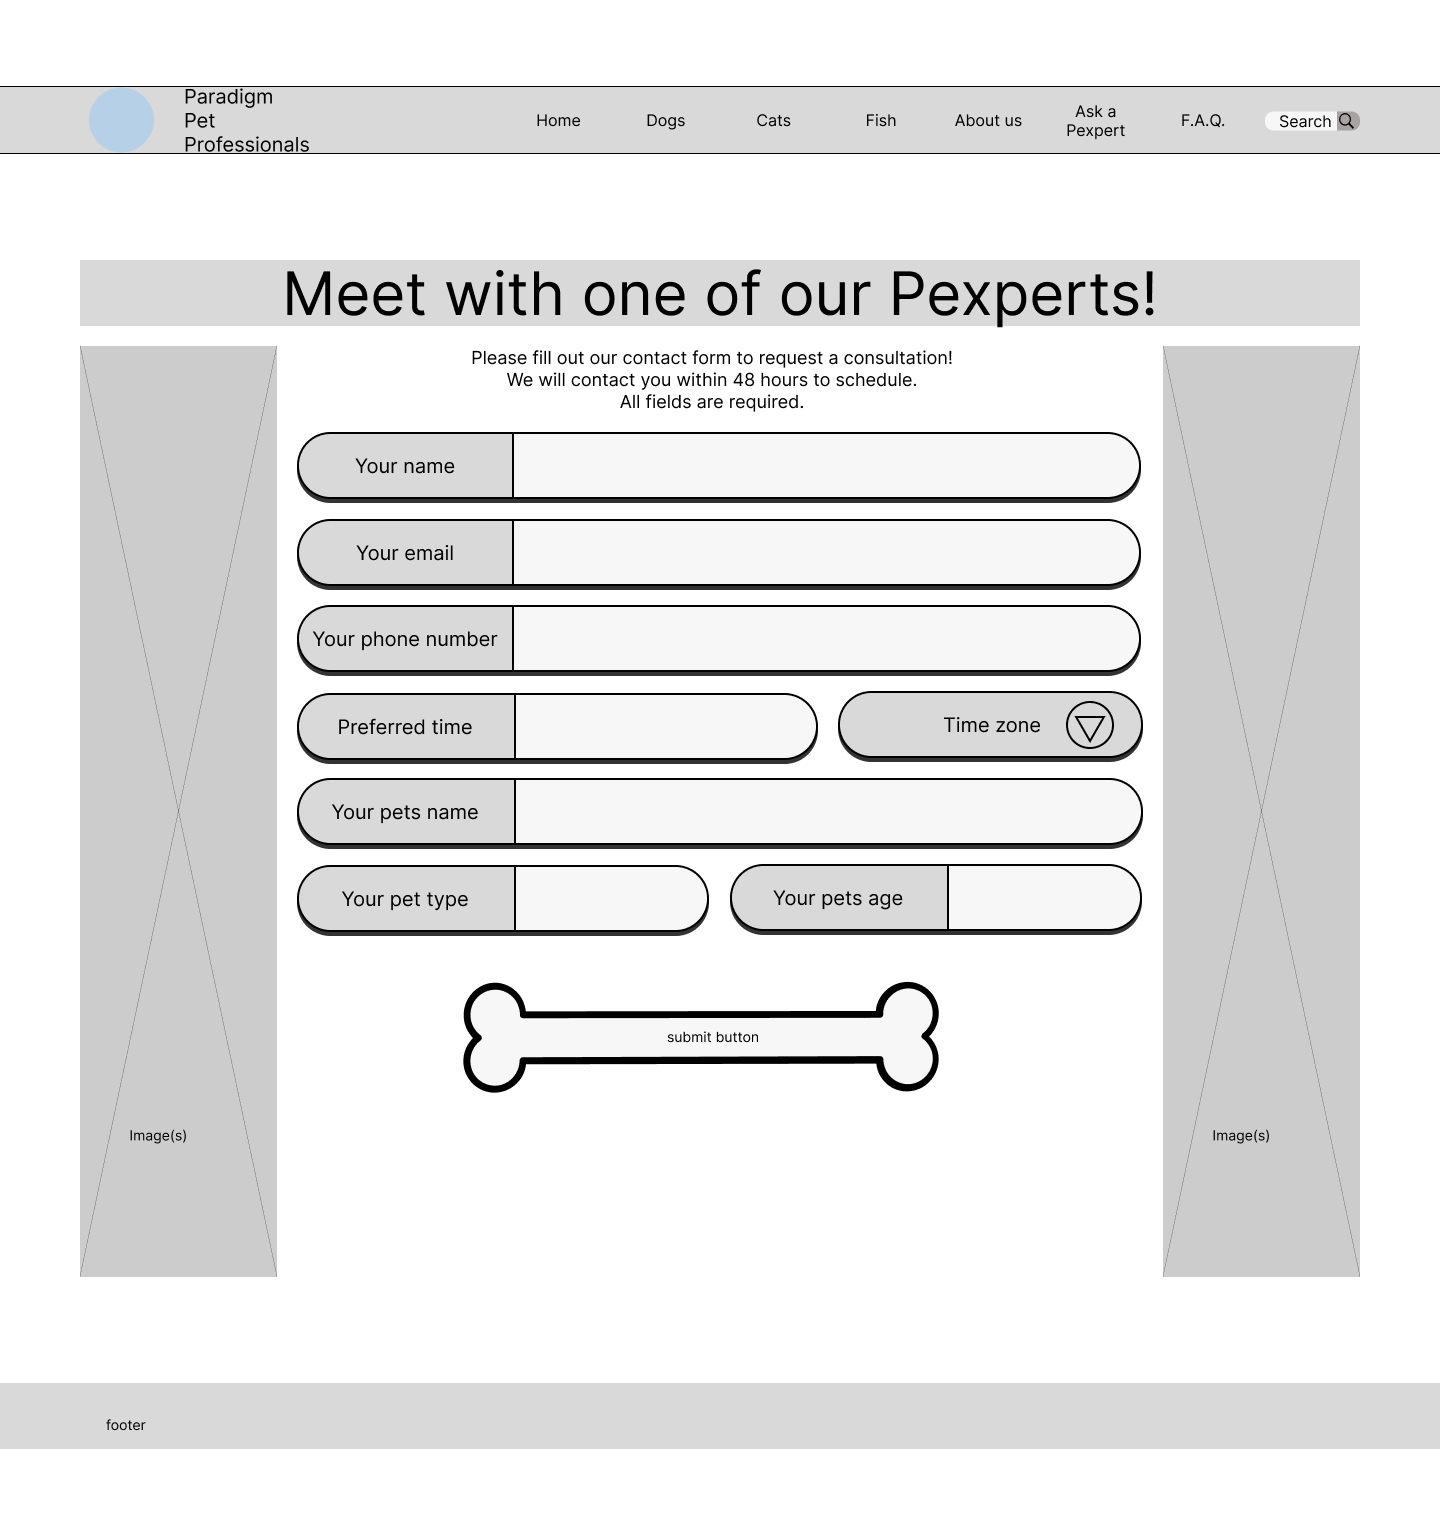 Paradigm
Pet
Professionals
Home
Dogs
Cats
Fish
About us
Ask a
Pexpert
F.A.Q.
Search
Meet with one of our Pexperts!
Please fill out our contact form to request a consultation!
We will contact you within 48 hours to schedule.
All fields are required.
Your name
Your email
Your phone number
Preferred time
Time zone
Your pets name
Your pet type
Your pets age
submit button
Image(s)
Image(s)
footer